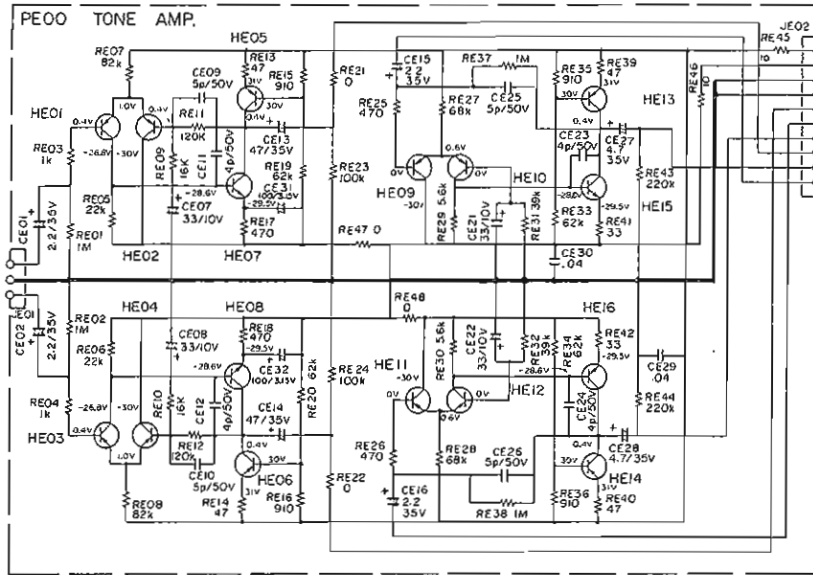 PE00 TONE AMP.
JE02
HE05
RE07
82k
CE09
5p/50V
RE13
47
31V
RE15
910
30V
RE21
0
CE15
2.2
35V
RE37
1M
RE35
910
30V
RE39
47
31V
RE45
10
RE46
10
HE01
1.0V
0.4V
0.4V
RE11
120K
CE11
4p/50V
0.4V
CE13
47/35V
RE25
470
RE27
68k
CE25
5p/50V
HE13
0.4V
CE23
4p/50V
CE27
4.7
35V
RE03
1k
-26.8V
-30V
RE09
16K
RE19
62k
CE31
100/3.15V
RE23
100k
0.6V
0V
0V
HE09
HE10
RE43
220k
RE05
22k
-28.6V
-29.5V
CE07
33/10V
RE17
470
-30V
RE29 5.6k
CE21
33/10V
RE31 39k
-28.6V
-29.5V
RE33
62k
RE41
33
HE15
CE01
2.2/35V
RE01
1M
HE02
HE07
RE47 0
CE30
.04
JE01
CE02
2.2/35V
RE02
1M
HE04
HE08
RE48
0
HE16
RE06
22k
CE08
33/10V
RE18
470
-29.5V
-28.6V
CE32
100/3.15V
RE20 62k
RE24
100k
HE11
-30V
RE30 5.6k
CE22
33/10V
RE32
39k
-28.6V
RE34
62k
RE42
33
-29.5V
CE29
.04
RE04
1k
-26.8V
-30V
RE10
16K
CE12
4p/50V
CE14
47/35V
0V
0.6V
0V
HE12
CE24
4p/50V
RE44
220k
HE03
0.4V
1.0V
RE12
120k
0.4V
30V
HE06
RE26
470
RE28
68k
CE26
5p/50V
0.4V
30V
CE28
4.7/35V
HE14
RE08
82k
CE10
5p/50V
RE14
47
31V
RE16
910
RE22
0
CE16
2.2
35V
RE38 1M
RE36
910
31V
RE40
47